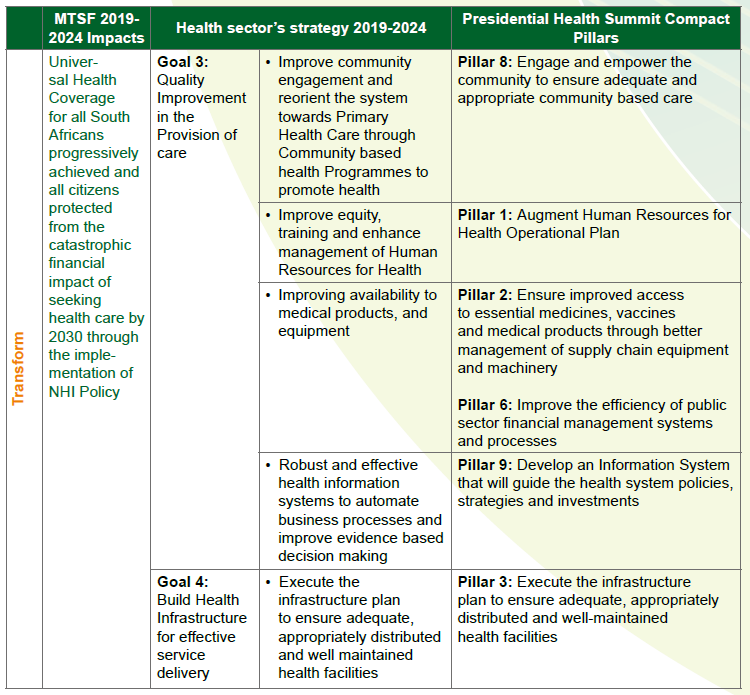 MTSF 2019-
2024 Impacts
Health sector's strategy 2019-2024
Presidential Health Summit Compact
Pillars
Transform
Univer-
sal Health
Coverage
for all South
Africans
progressively
achieved and
all citizens
protected
from the
catastrophic
financial
impact of
seeking
health care by
2030 through
the imple-
mentation of
NHI Policy
Goal 3:
Quality
Improvement
in the
Provision of
care
• Improve community
engagement and
reorient the system
towards Primary
Health Care through
Community based
health Programmes to
promote health
Pillar 8: Engage and empower the
community to ensure adequate and
appropriate community based care
• Improve equity,
training and enhance
management of Human
Resources for Health
Pillar 1: Augment Human Resources for
Health Operational Plan
• Improving availability to
medical products, and
equipment
Pillar 2: Ensure improved access
to essential medicines, vaccines
and medical products through better
management of supply chain equipment
and machinery
Pillar 6: Improve the efficiency of public
sector financial management systems
and processes
• Robust and effective
health information
systems to automate
business processes and
improve evidence based
decision making
Pillar 9: Develop an Information System
that will guide the health system policies,
strategies and investments
Goal 4:
Build Health
Infrastructure
for effective
service
delivery
• Execute the
infrastructure plan
to ensure adequate,
appropriately distributed
and well maintained
health facilities
Pillar 3: Execute the infrastructure
plan to ensure adequate, appropriately
distributed and well-maintained
health facilities